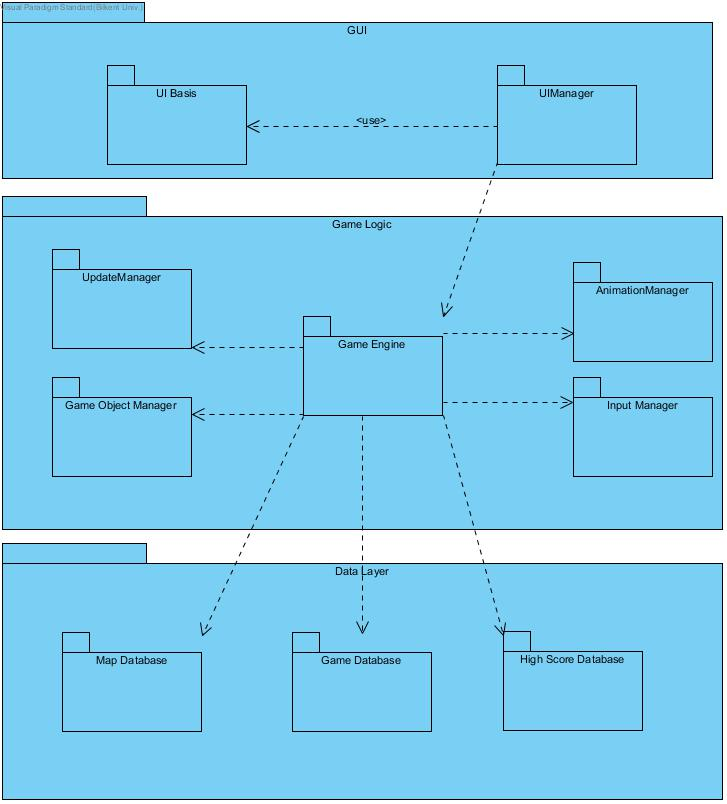 Visual Paradigm Standard(Bilkent Univ.)
GUI
UI Basis
UIManager
<use>
Game Logic
UpdateManager
AnimationManager
Game Engine
Game Object Manager
Input Manager
Data Layer
Map Database
Game Database
High Score Database